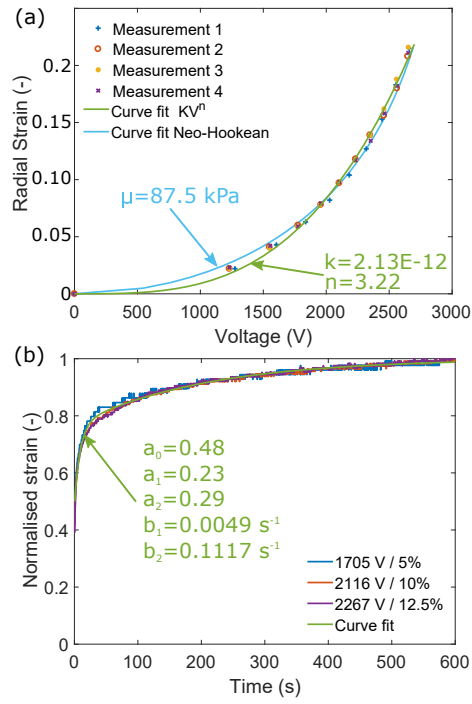 (a)
Measurement 1
Measurement 2
Measurement 3
Measurement 4
Curve fit KVⁿ
Curve fit Neo-Hookean
μ=87.5 kPa
k=2.13E-12
n=3.22
Radial Strain (-)
0.2
0.15
0.1
0.05
0
0 500 1000 1500 2000 2500 3000
Voltage (V)
(b)
Normalised strain (-)
1
0.8
0.6
0.4
0.2
0
a₀=0.48
a₁=0.23
a₂=0.29
b₁=0.0049 s⁻¹
b₂=0.1117 s⁻¹
1705 V / 5%
2116 V / 10%
2267 V / 12.5%
Curve fit
0 100 200 300 400 500 600
Time (s)